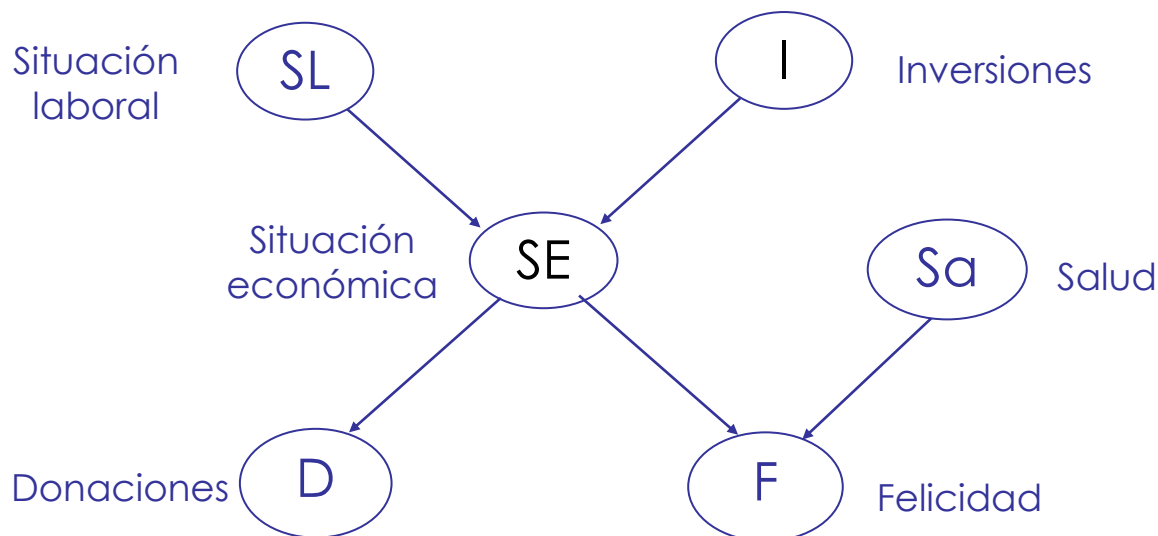 Situación
laboral
SL
I
Inversiones
Situación
económica
SE
Sa
Salud
Donaciones
D
F
Felicidad